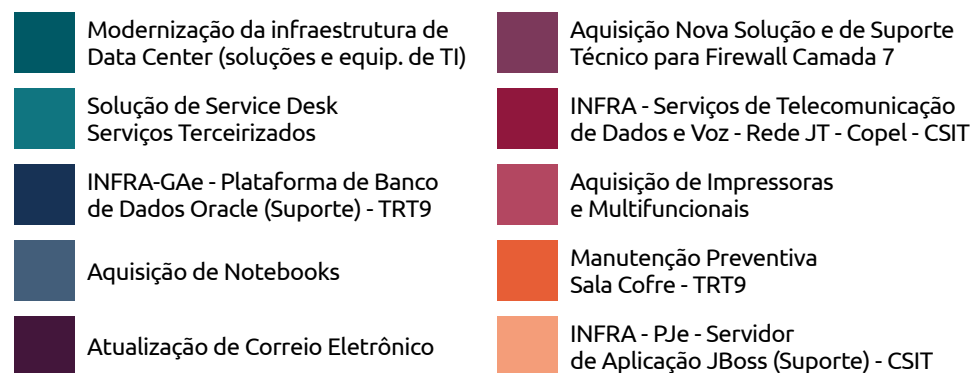 Modernização da infraestrutura de
Data Center (soluções e equip. de TI)
Solução de Service Desk
Serviços Terceirizados
INFRA-GAe - Plataforma de Banco
de Dados Oracle (Suporte) - TRT9
Aquisição de Notebooks
Atualização de Correio Eletrônico
Aquisição Nova Solução e de Suporte
Técnico para Firewall Camada 7
INFRA - Serviços de Telecomunicação
de Dados e Voz - Rede JT - Copel - CSIT
Aquisição de Impressoras
e Multifuncionais
Manutenção Preventiva
Sala Cofre - TRT9
INFRA - PJe - Servidor
de Aplicação JBoss (Suporte) - CSIT